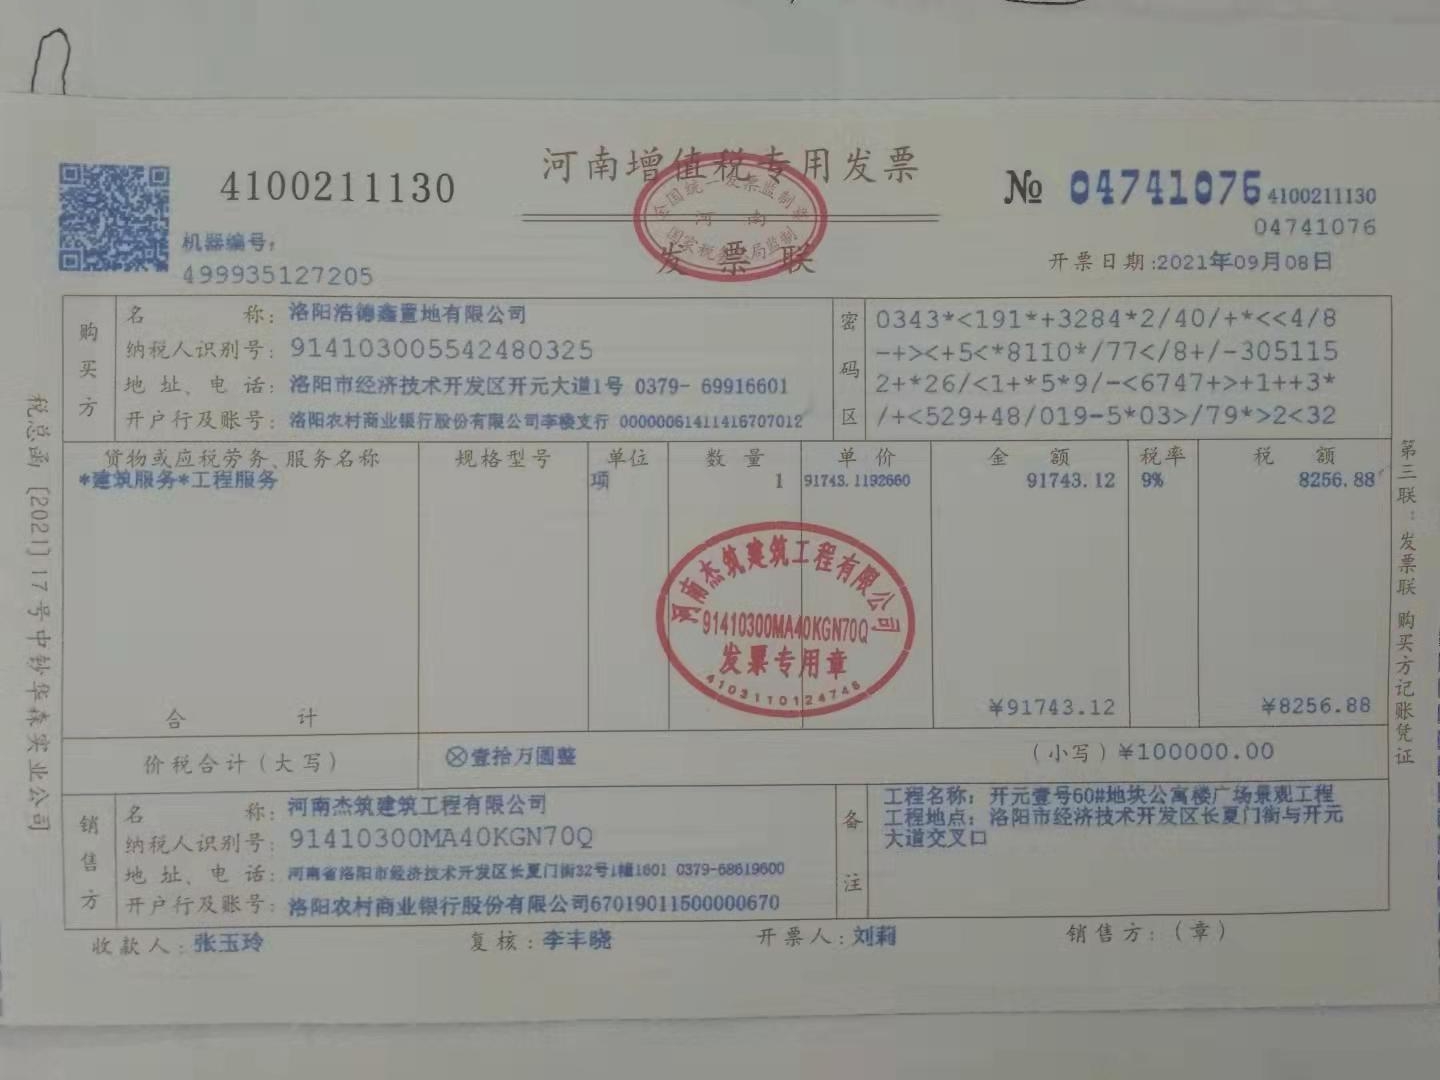 河南增值税专用发票
4100211130
№ 04741076 4100211130
04741076
全国统一发票监制章
河南
国家税务总局监制
发票联
机器编号:
499935127205
开票日期:2021年09月08日
购买方
名称: 洛阳浩德鑫置地有限公司
纳税人识别号: 914103005542480325
地址、电话: 洛阳市经济技术开发区开元大道1号 0379- 69916601
开户行及账号: 洛阳农村商业银行股份有限公司李楼支行 00000061411416707012
密码区
0343*<191*+3284*2/40/+*<<4/8
-+><+5<*8110*/77</8+/-305115
2+*26/<1+*5*9/-<6747+>+1++3*
/+<529+48/019-5*03>/79*>2<32
货物或应税劳务、服务名称 规格型号 单位 数量 单价 金额 税率 税额
*建筑服务*工程服务 项 1 91743.1192660 91743.12 9% 8256.88
河南杰筑建筑工程有限公司
91410300MA40KGN70Q
发票专用章
4103110124746
合计 ¥91743.12 ¥8256.88
价税合计(大写) ⊗壹拾万圆整 (小写)¥100000.00
销售方
名称: 河南杰筑建筑工程有限公司
纳税人识别号: 91410300MA40KGN70Q
地址、电话: 河南省洛阳市经济技术开发区长夏门街32号1幢1601 0379-68619600
开户行及账号: 洛阳农村商业银行股份有限公司67019011500000670
备注
工程名称: 开元壹号60#地块公寓楼广场景观工程
工程地点: 洛阳市经济技术开发区长夏门街与开元
大道交叉口
收款人: 张玉玲 复核: 李丰晓 开票人: 刘莉 销售方:(章)
税总函[2021]17号中钞华森实业公司
第三联:发票联 购买方记账凭证